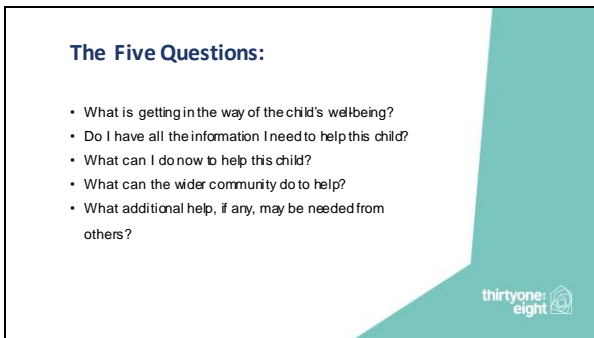 The Five Questions:
• What is getting in the way of the child's well-being?
• Do I have all the information I need to help this child?
• What can I do now to help this child?
• What can the wider community do to help?
• What additional help, if any, may be needed from
others?
thirtyone:
eight